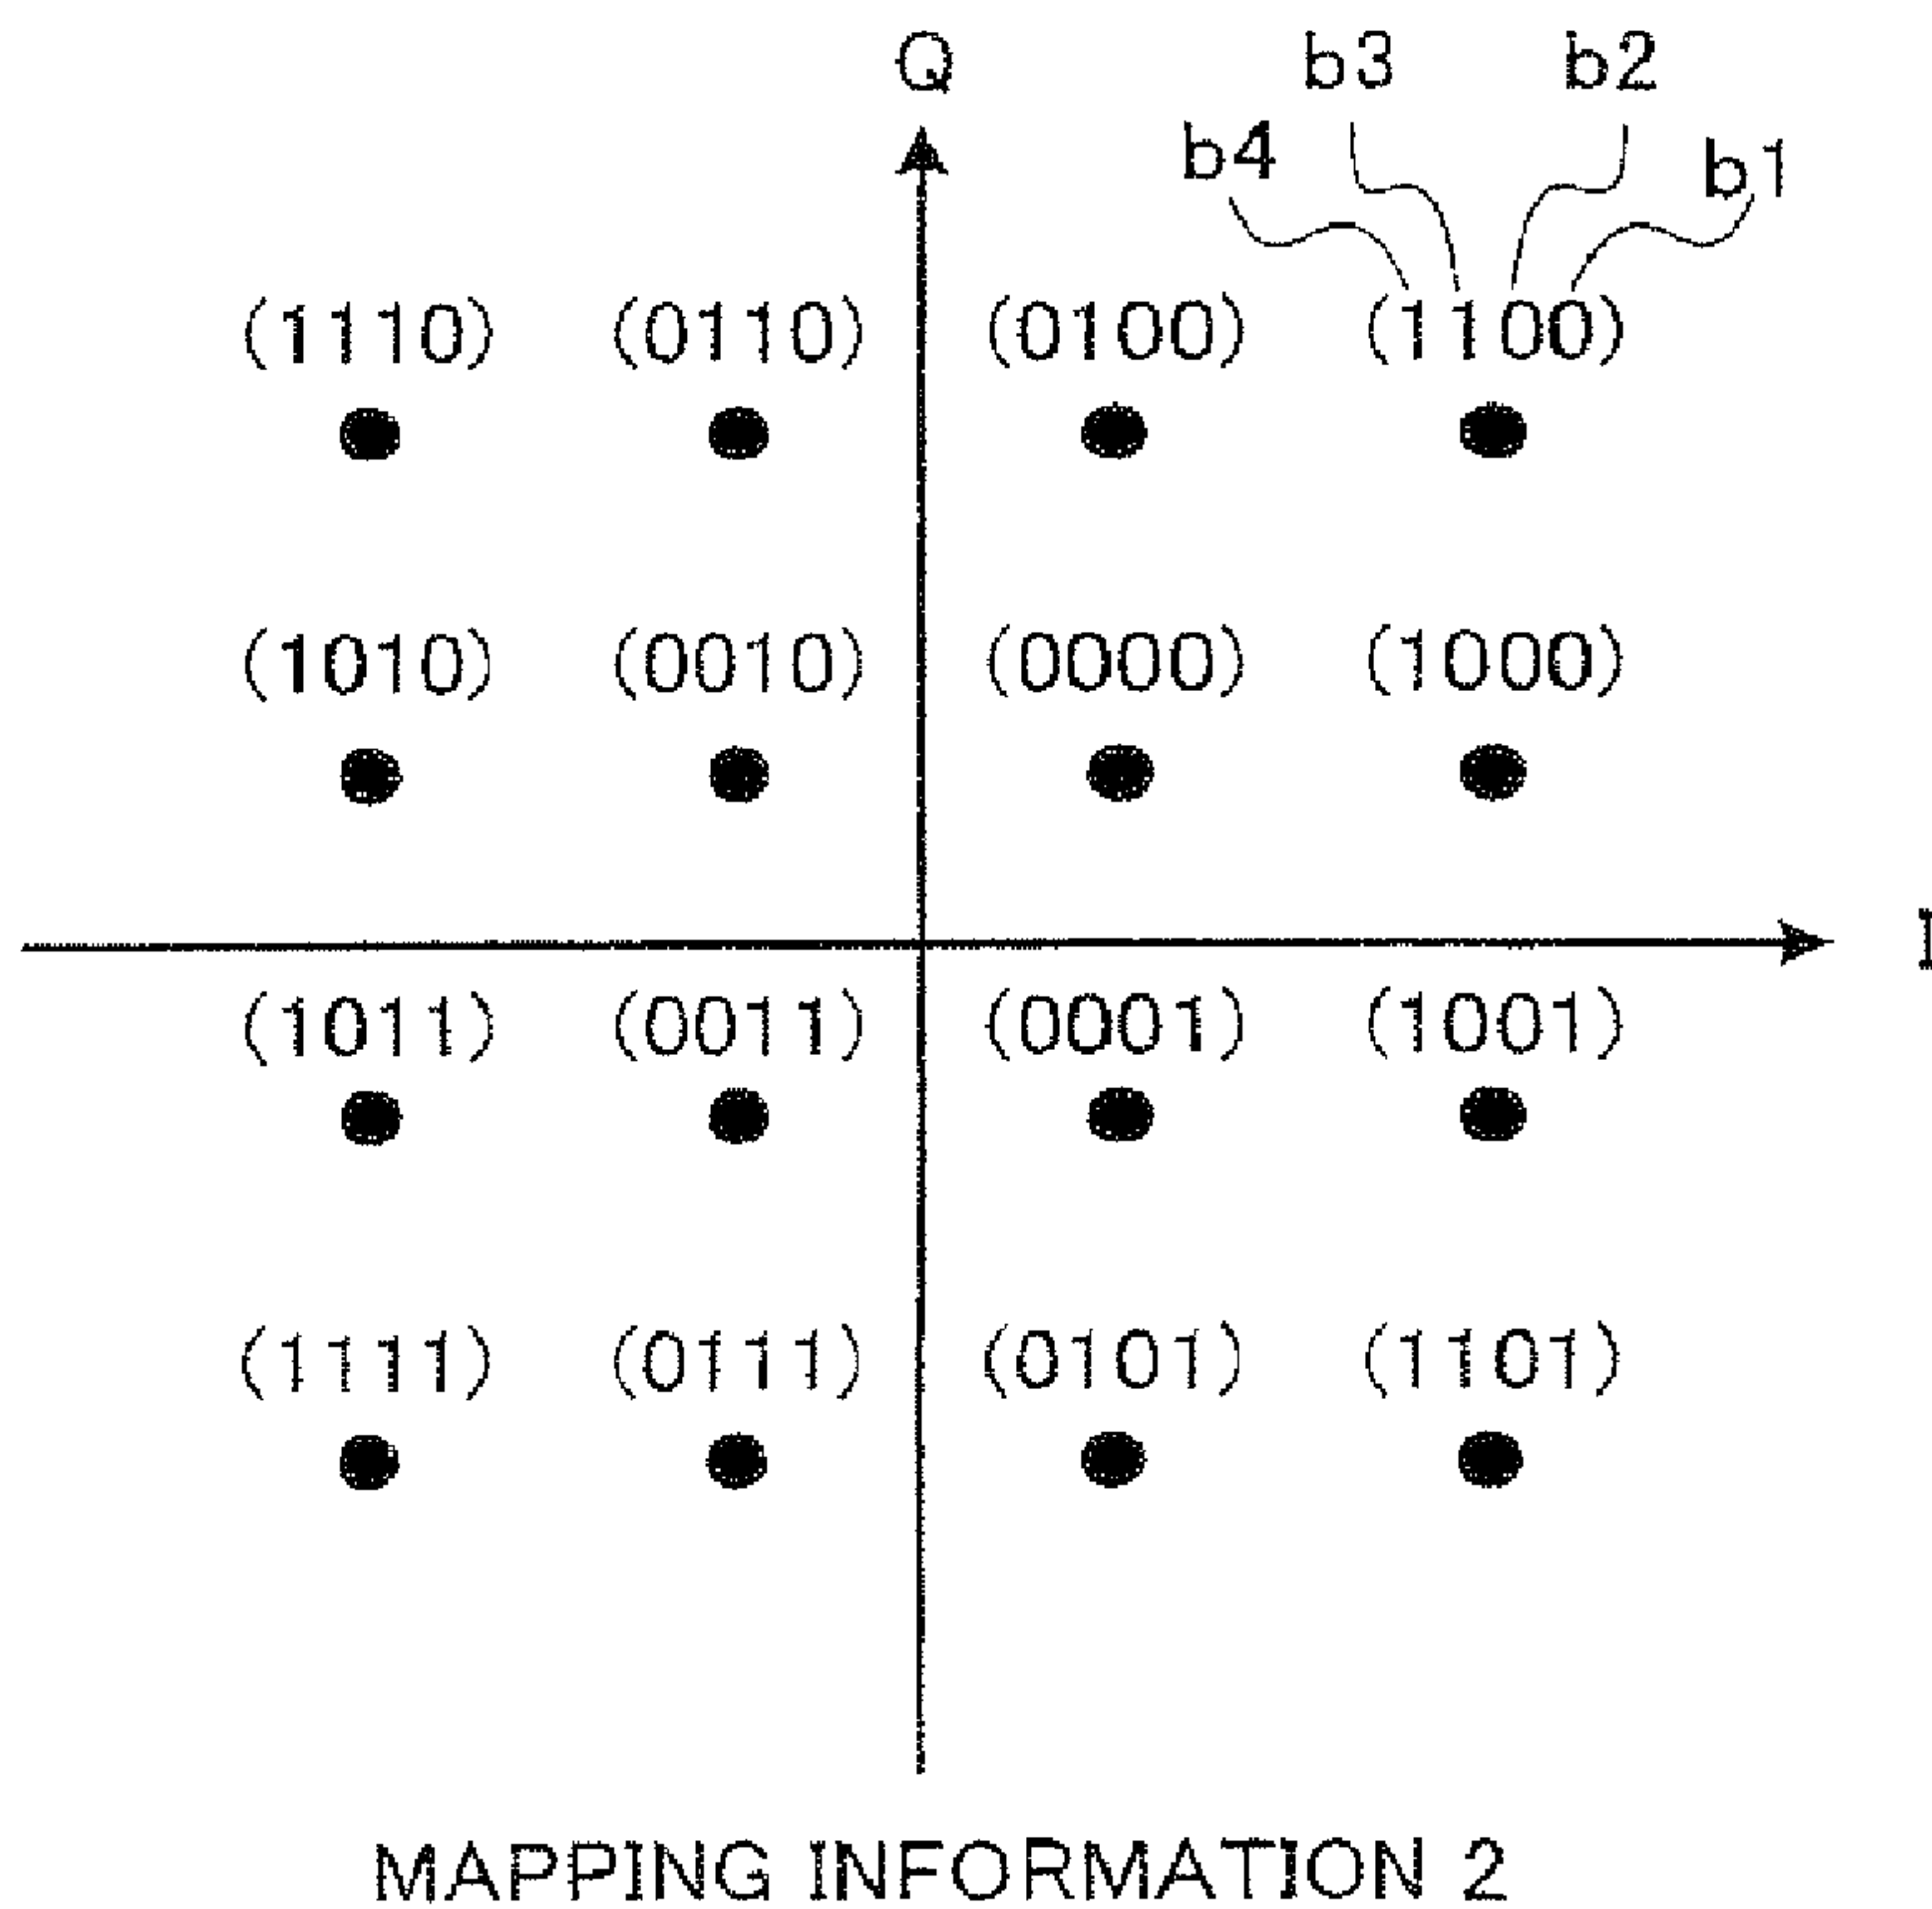 Q
b3 b2
b4 b1
(1110) (0110) (0100) (1100)
(1010) (0010) (0000) (1000)
I
(1011) (0011) (0001) (1001)
(1111) (0111) (0101) (1101)
MAPPING INFORMATION 2